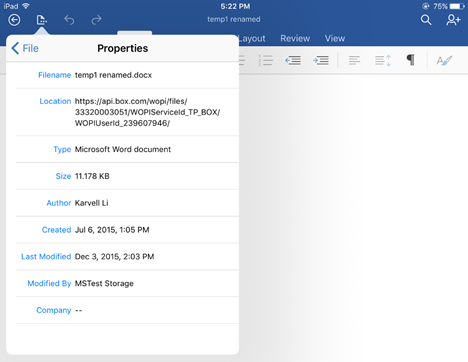 iPad 5:22 PM 75%
temp1 renamed
Layout Review View
File Properties
Filename temp1 renamed.docx
Location https://api.box.com/wopi/files/
33320003051/WOPIServiceId_TP_BOX/
WOPIUserId_239607946/
Type Microsoft Word document
Size 11.178 KB
Author Karvell Li
Created Jul 6, 2015, 1:05 PM
Last Modified Dec 3, 2015, 2:03 PM
Modified By MSTest Storage
Company --